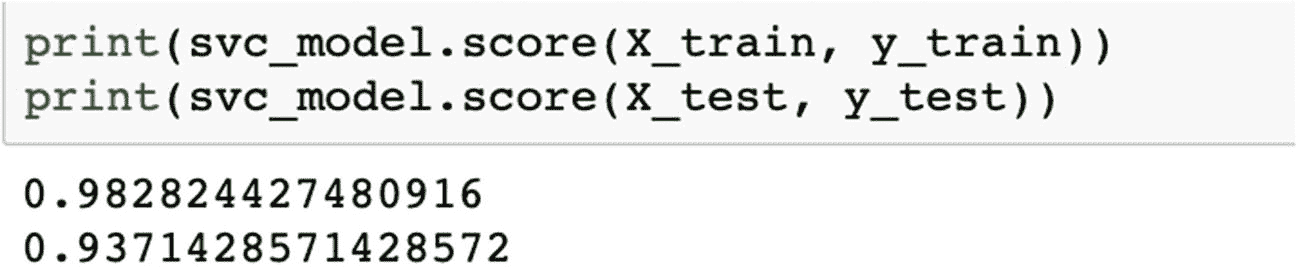 print(svc_model.score(X_train, y_train))
print(svc_model.score(X_test, y_test))
0.982824427480916
0.9371428571428572